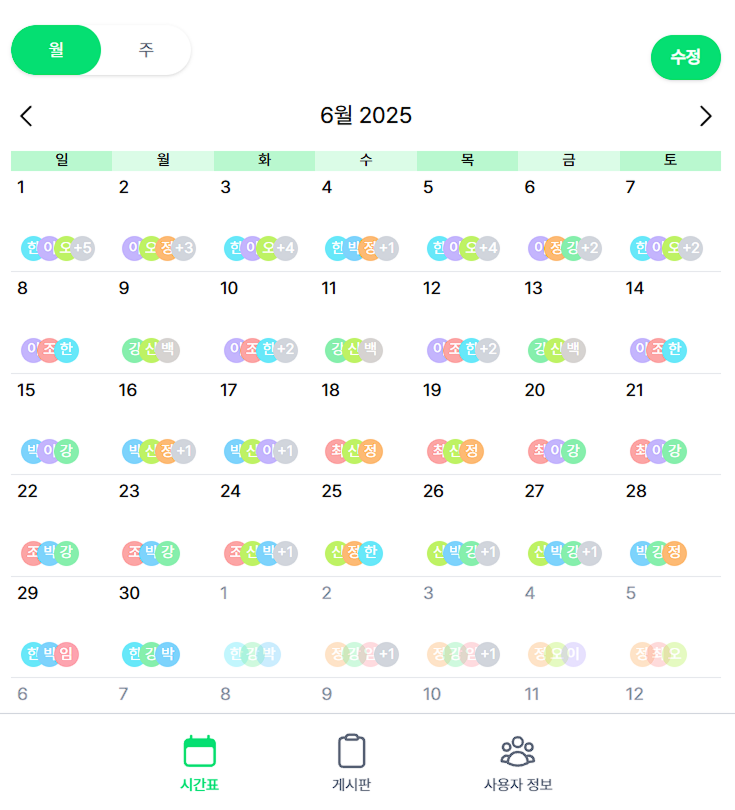 월 주
수정
6월 2025
일 월 화 수 목 금 토
1 2 3 4 5 6 7
한 이 오 +5 이 오 정 +3 한 이 오 +4 한 박 정 +1 한 이 오 +4 이 정 김 +2 한 이 오 +2
8 9 10 11 12 13 14
이 조 한 강 신 백 이 조 한 +2 강 신 백 이 조 한 +2 강 신 백 이 조 한
15 16 17 18 19 20 21
박 이 강 박 신 정 +1 박 신 이 +1 최 신 정 최 신 정 최 이 강 최 이 강
22 23 24 25 26 27 28
조 박 강 조 박 강 조 신 박 +1 신 정 한 신 박 강 +1 신 박 강 +1 박 강 정
29 30 1 2 3 4 5
한 박 임 한 강 박 한 강 박 정 강 임 +1 정 강 임 +1 정 오 이 정 최 오
6 7 8 9 10 11 12
시간표 게시판 사용자 정보